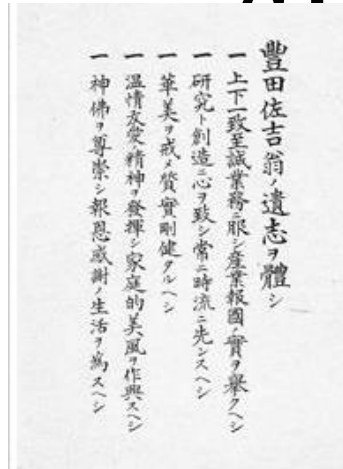 豐田佐吉翁ノ遺志ヲ體シ
一 上下一致至誠業務ニ服シ産業報國ノ實ヲ擧クヘシ
一 研究ト創造ニ心ヲ致シ常ニ時流ニ先ンスヘシ
一 華美ヲ戒メ質實剛健タルヘシ
一 温情友愛ノ精神ヲ發揮シ家庭的美風ヲ作興スヘシ
一 神佛ヲ尊崇シ報恩感謝ノ生活ヲ爲スヘシ